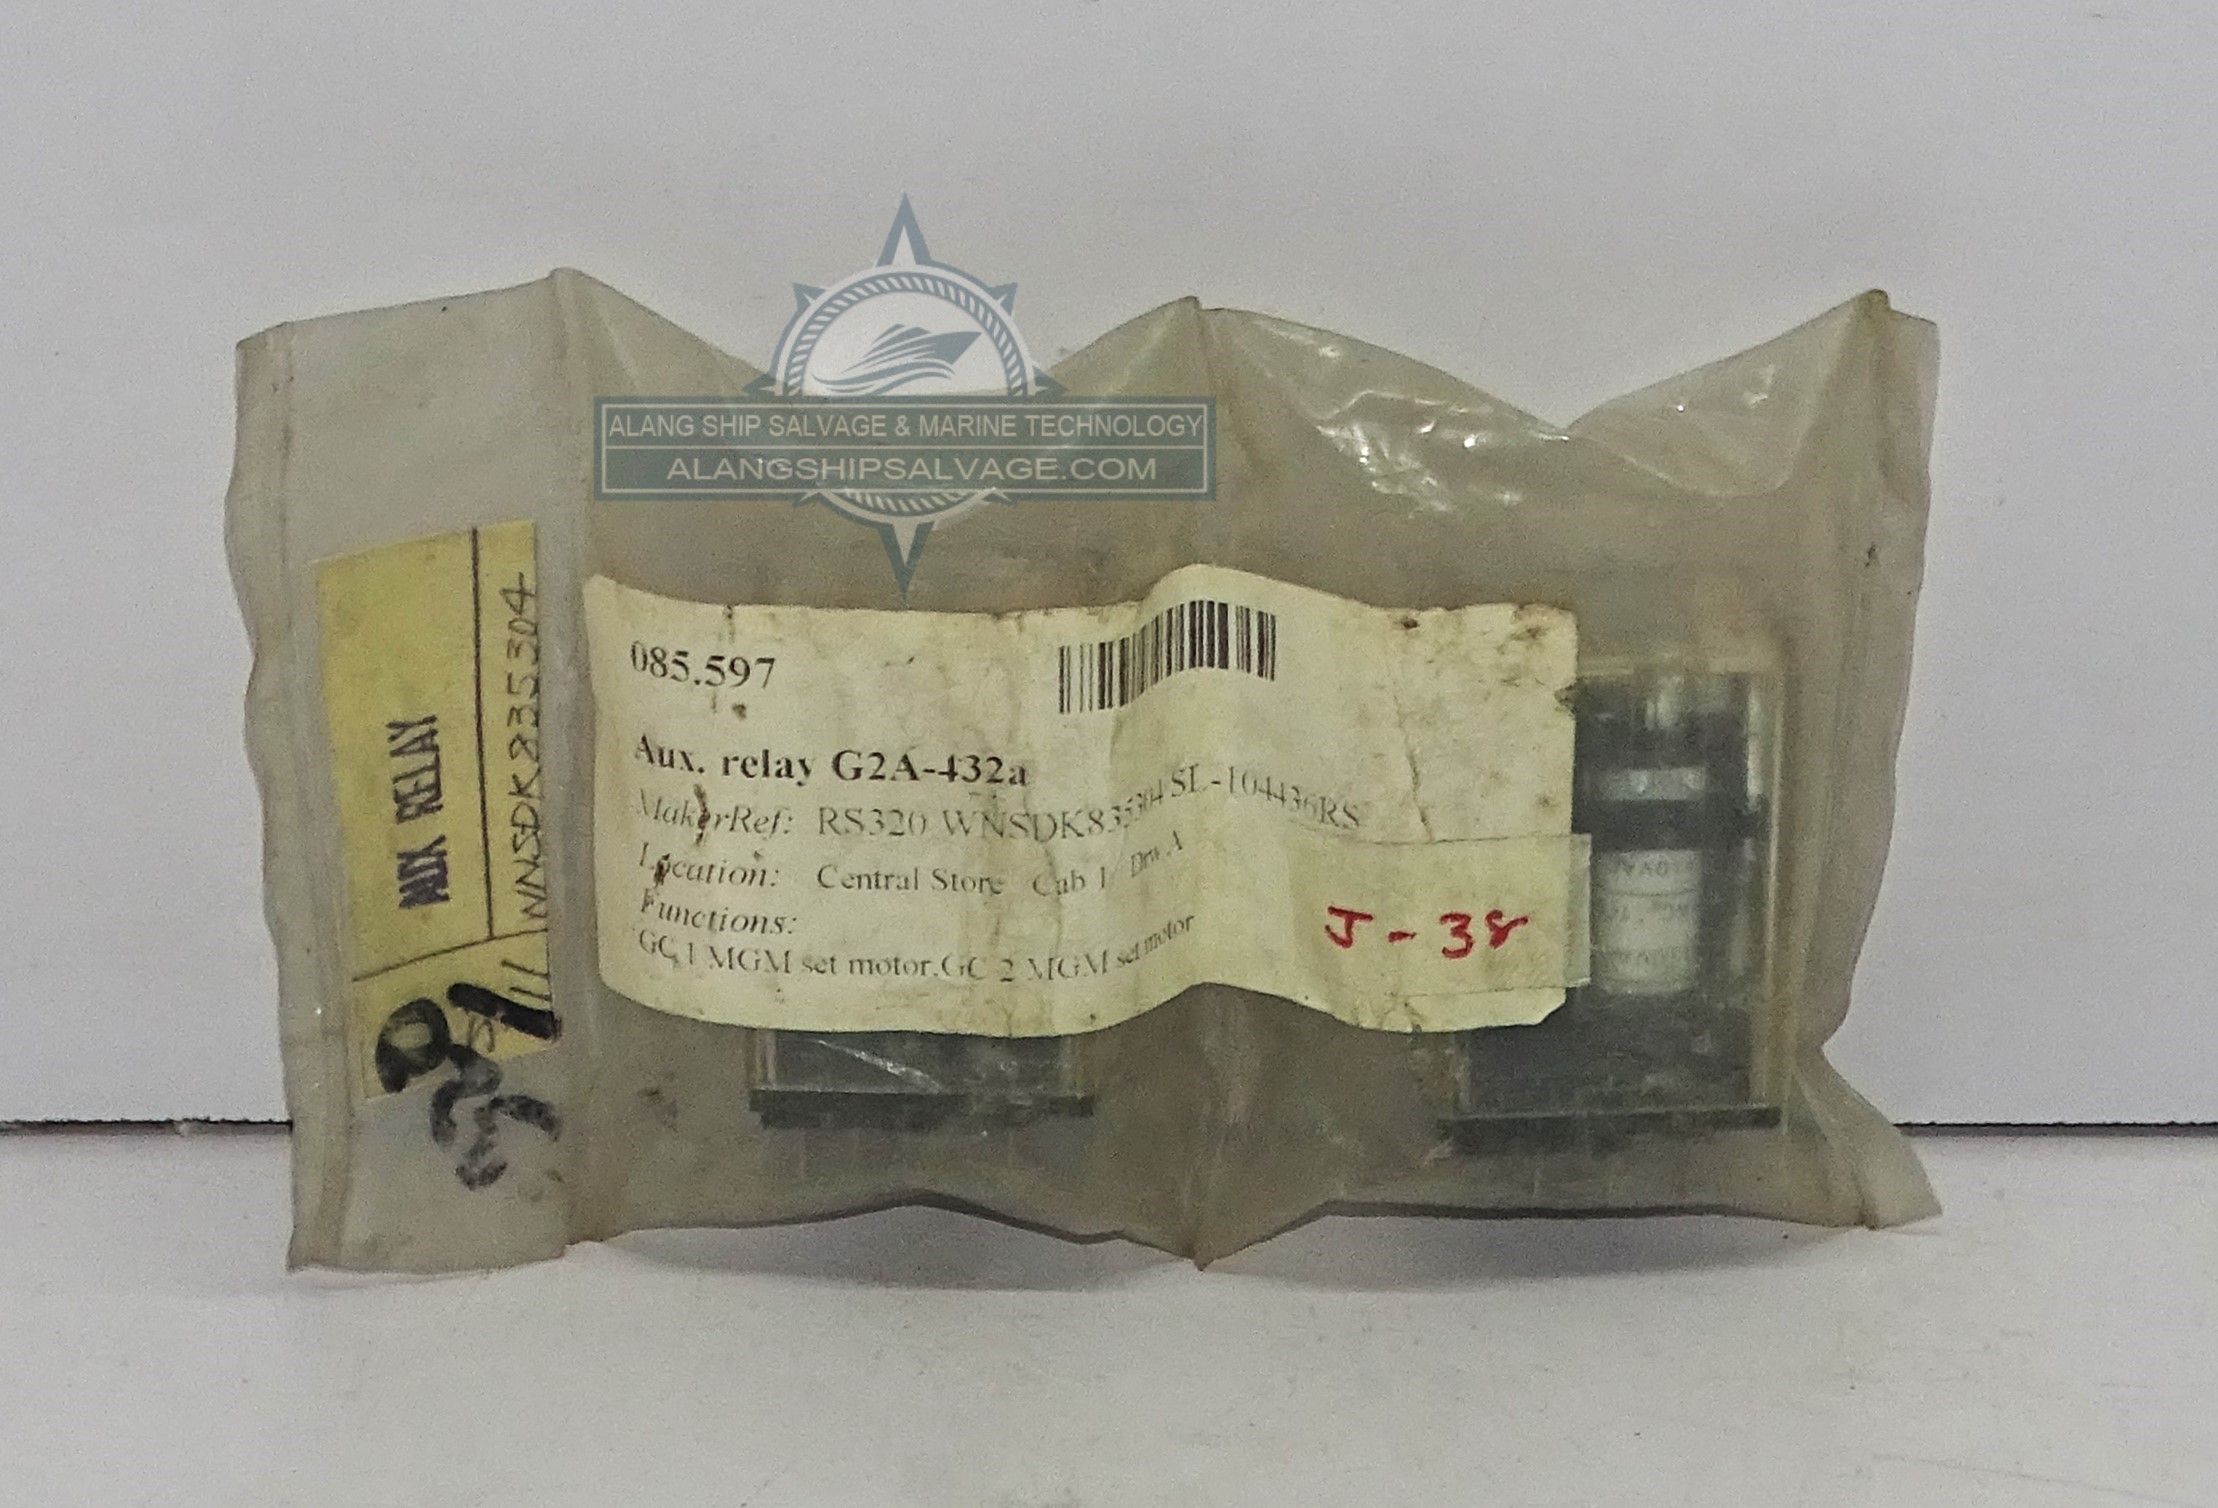 ALANG SHIP SALVAGE & MARINE TECHNOLOGY
ALANGSHIPSALVAGE.COM
AUX RELAY
WNSDK835304
085.597
Aux. relay G2A-432a
MakerRef: RS320 WNSDK835304 SL-104436RS
Location: Central Store Cab 1 / Drw. A
Functions:
GC 1 MGM set motor,GC 2 MGM set motor
J-38